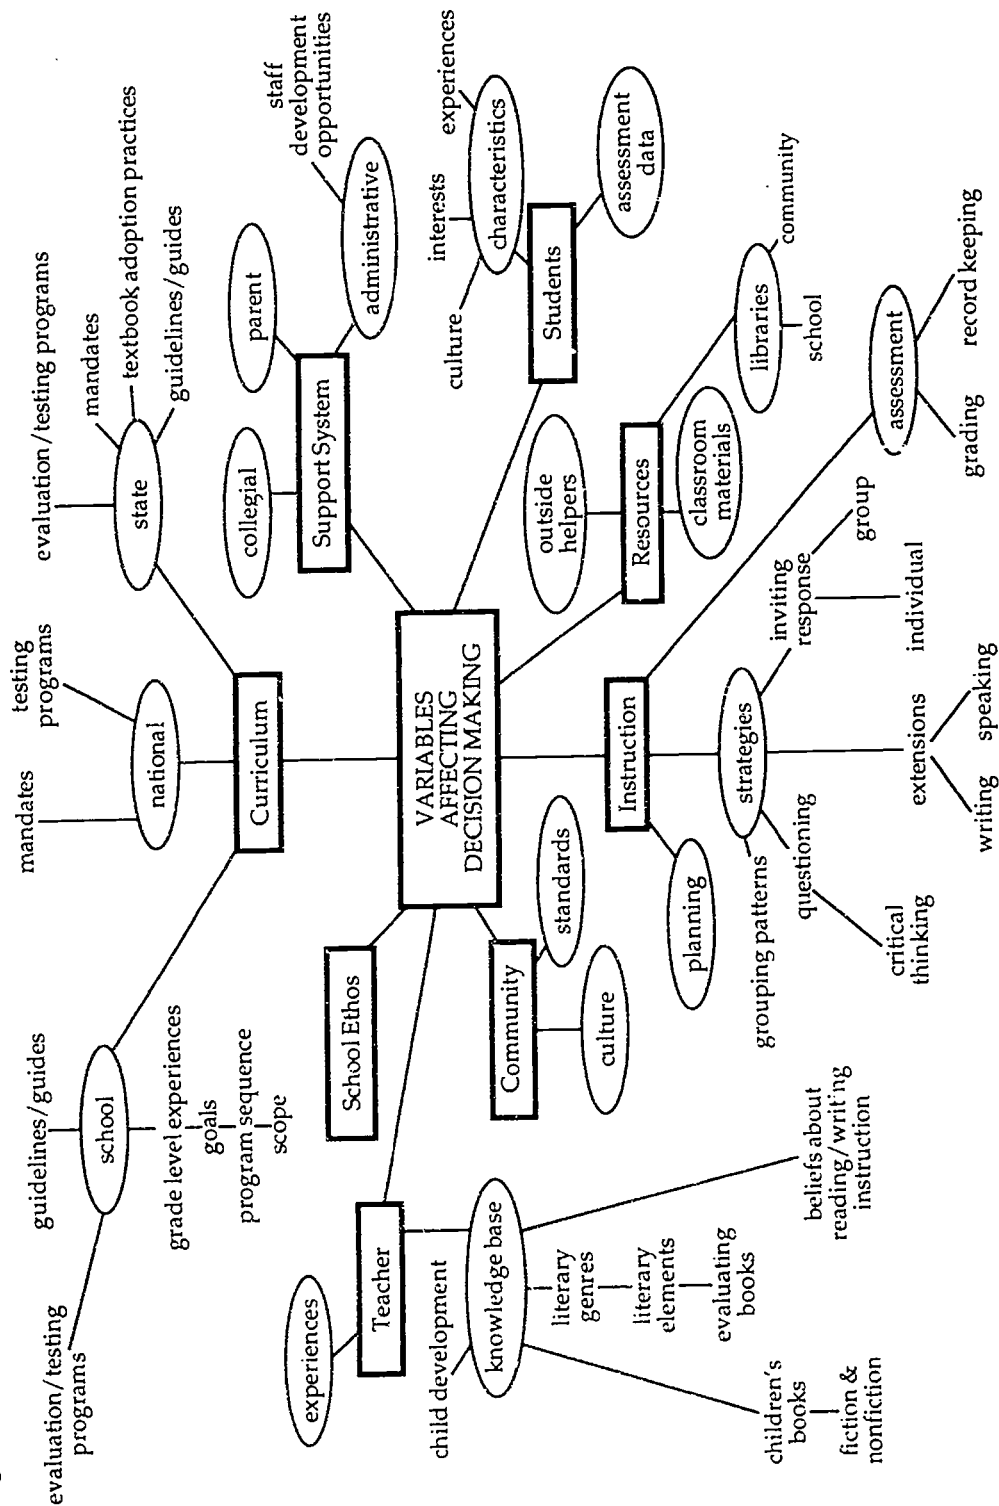 evaluation/testing
programs
guidelines/guides
school
grade level experiences
goals
program sequence
scope
mandates
testing
programs
national
Curriculum
evaluation/testing programs
mandates
textbook adoption practices
guidelines/guides
state
collegial
parent
Support System
administrative
staff
development
opportunities
School Ethos
VARIABLES
AFFECTING
DECISION MAKING
culture
interests
experiences
characteristics
Students
assessment
data
experiences
Teacher
child development
knowledge base
literary
genres
literary
elements
evaluating
books
children's
books
fiction &
nonfiction
beliefs about
reading/writing
instruction
Community
standards
culture
outside
helpers
Resources
classroom
materials
libraries
community
school
Instruction
planning
strategies
grouping patterns
questioning
critical
thinking
extensions
writing
speaking
inviting
response
individual
group
assessment
grading
record keeping